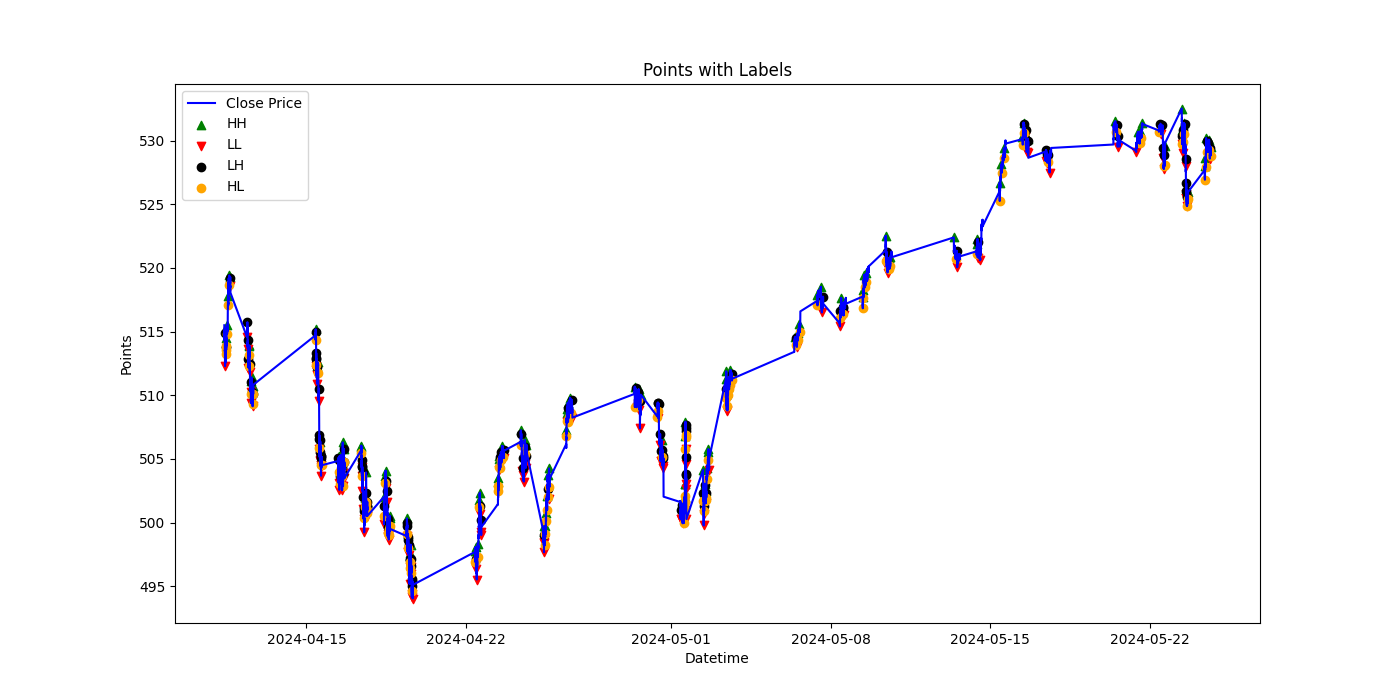 Points with Labels
Close Price
HH
LL
LH
HL
530
525
520
515
510
505
500
495
Points
2024-04-15
2024-04-22
2024-05-01
2024-05-08
2024-05-15
2024-05-22
Datetime